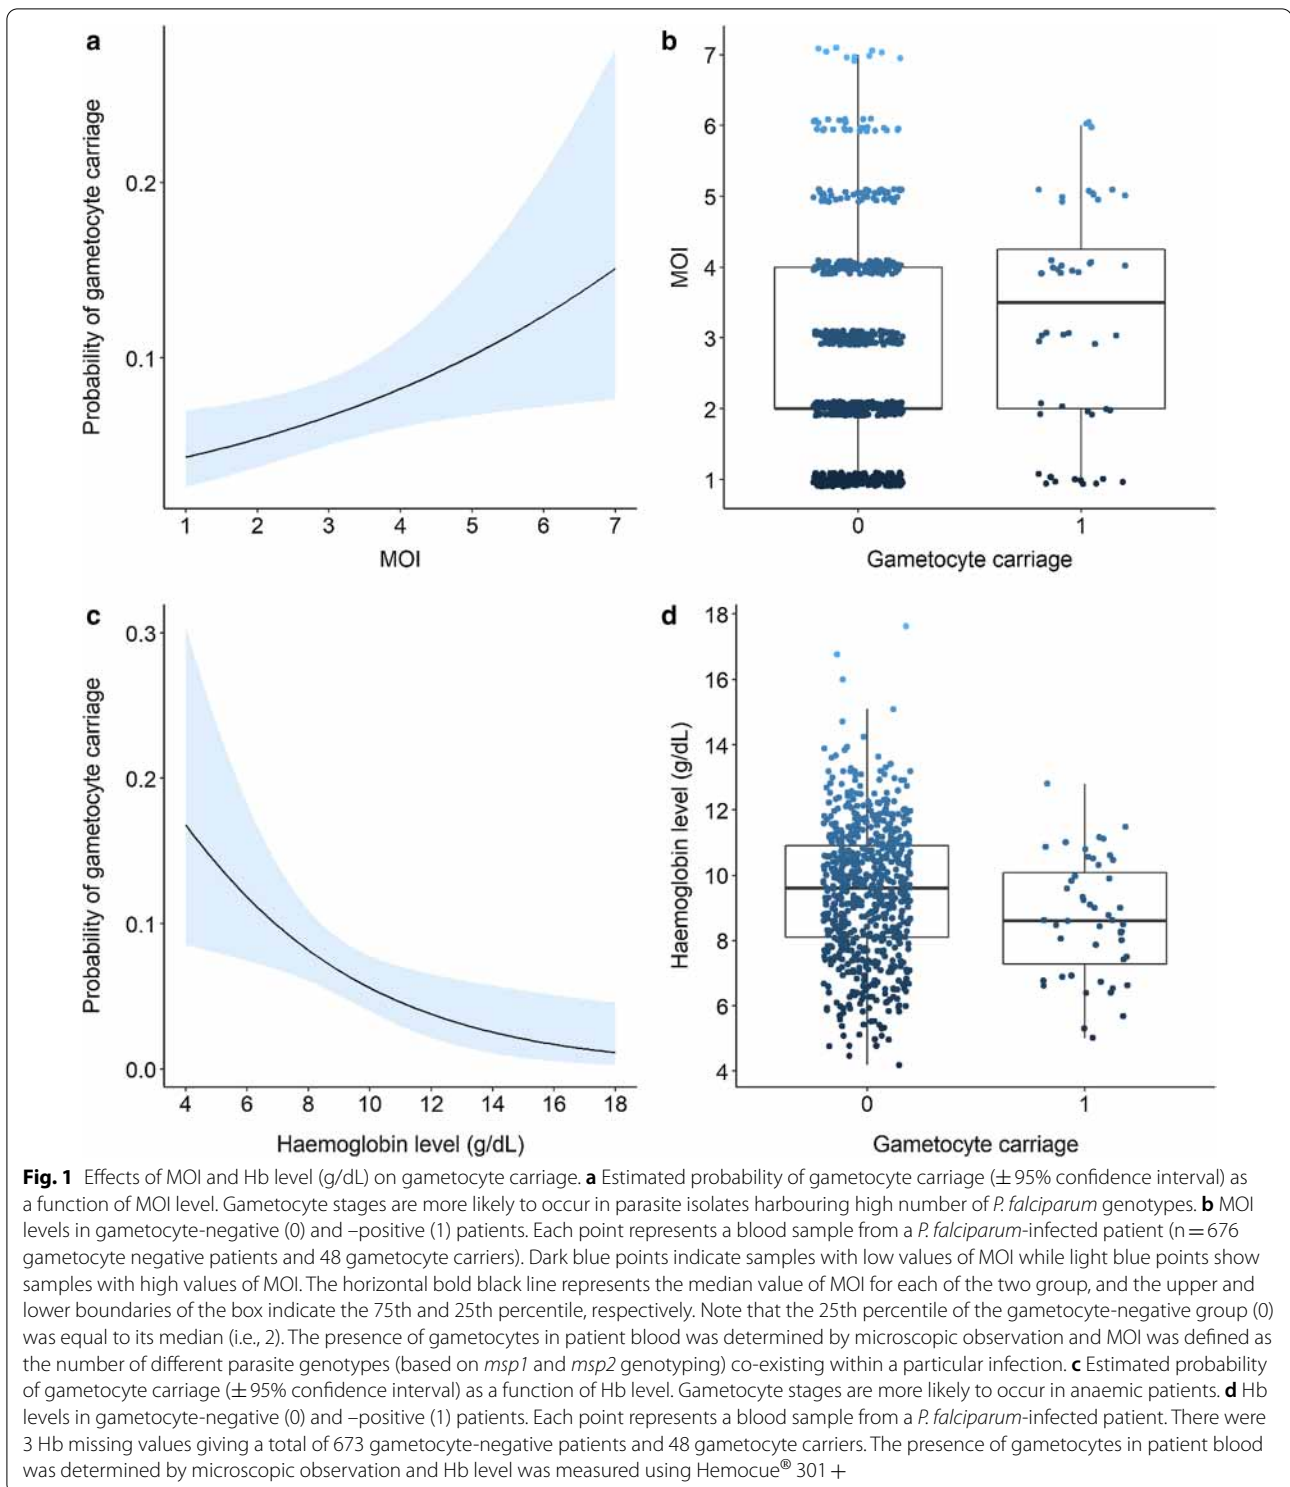 a
Probability of gametocyte carriage
0.2
0.1
1 2 3 4 5 6 7
MOI
b
MOI
7
6
5
4
3
2
1
0 1
Gametocyte carriage
c
Probability of gametocyte carriage
0.3
0.2
0.1
0.0
4 6 8 10 12 14 16 18
Haemoglobin level (g/dL)
d
Haemoglobin level (g/dL)
18
16
14
12
10
8
6
4
0 1
Gametocyte carriage
Fig. 1 Effects of MOI and Hb level (g/dL) on gametocyte carriage. a Estimated probability of gametocyte carriage (± 95% confidence interval) as
a function of MOI level. Gametocyte stages are more likely to occur in parasite isolates harbouring high number of P. falciparum genotypes. b MOI
levels in gametocyte-negative (0) and –positive (1) patients. Each point represents a blood sample from a P. falciparum-infected patient (n = 676
gametocyte negative patients and 48 gametocyte carriers). Dark blue points indicate samples with low values of MOI while light blue points show
samples with high values of MOI. The horizontal bold black line represents the median value of MOI for each of the two group, and the upper and
lower boundaries of the box indicate the 75th and 25th percentile, respectively. Note that the 25th percentile of the gametocyte-negative group (0)
was equal to its median (i.e., 2). The presence of gametocytes in patient blood was determined by microscopic observation and MOI was defined as
the number of different parasite genotypes (based on msp1 and msp2 genotyping) co-existing within a particular infection. c Estimated probability
of gametocyte carriage (± 95% confidence interval) as a function of Hb level. Gametocyte stages are more likely to occur in anaemic patients. d Hb
levels in gametocyte-negative (0) and –positive (1) patients. Each point represents a blood sample from a P. falciparum-infected patient. There were
3 Hb missing values giving a total of 673 gametocyte-negative patients and 48 gametocyte carriers. The presence of gametocytes in patient blood
was determined by microscopic observation and Hb level was measured using Hemocue® 301 +